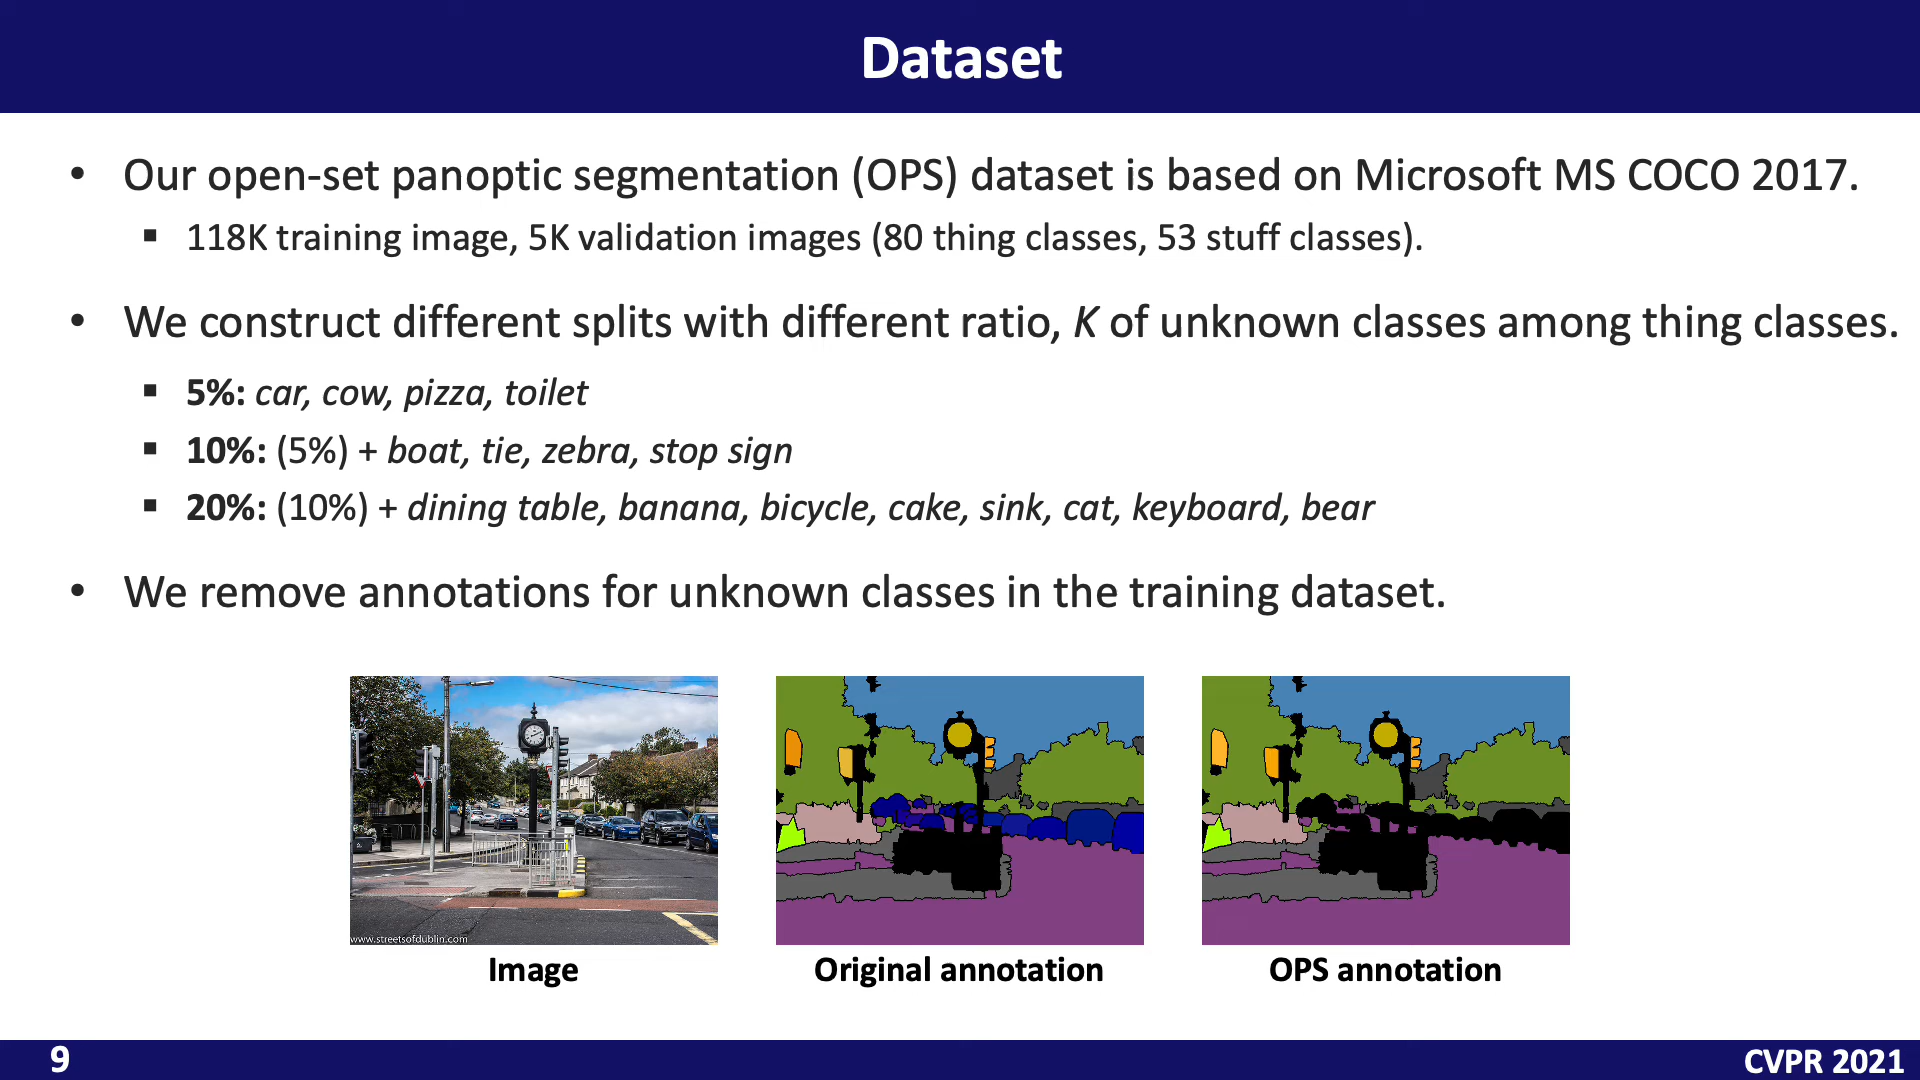 Dataset
• Our open-set panoptic segmentation (OPS) dataset is based on Microsoft MS COCO 2017.
▪ 118K training image, 5K validation images (80 thing classes, 53 stuff classes).
• We construct different splits with different ratio, K of unknown classes among thing classes.
▪ 5%: car, cow, pizza, toilet
▪ 10%: (5%) + boat, tie, zebra, stop sign
▪ 20%: (10%) + dining table, banana, bicycle, cake, sink, cat, keyboard, bear
• We remove annotations for unknown classes in the training dataset.
www.streetsofdublin.com
Image
Original annotation
OPS annotation
9
CVPR 2021